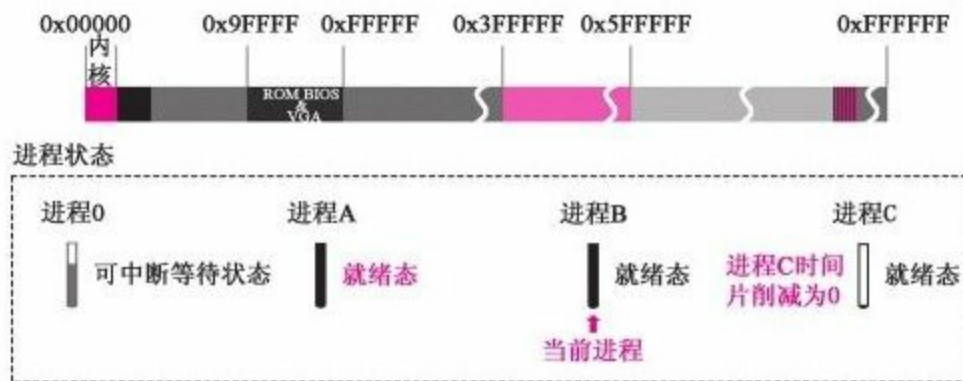 0x00000 0x9FFFF 0xFFFFF 0x3FFFFF 0x5FFFFF 0xFFFFFF
内
核
ROM BIOS
&
VGA
进程状态
进程0 进程A 进程B 进程C
可中断等待状态 就绪态 就绪态 进程C时间 就绪态
片削减为0
当前进程